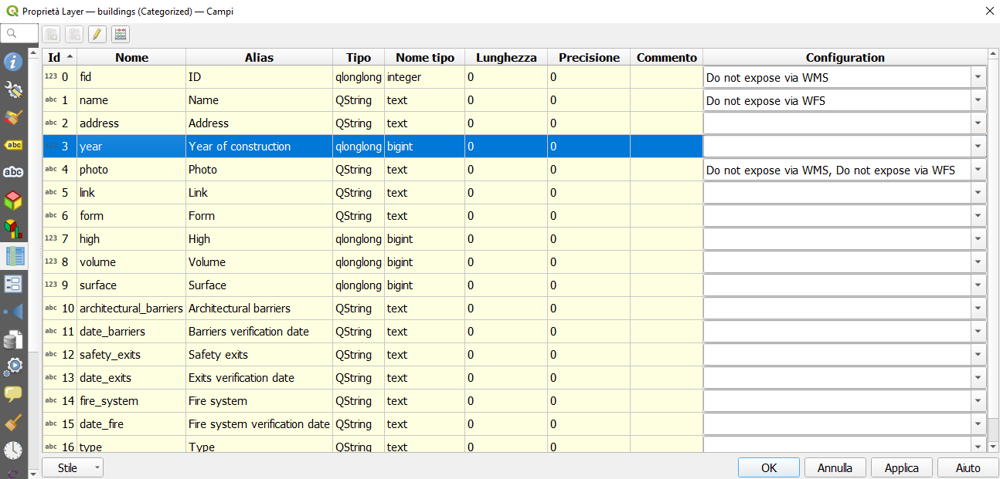 Proprietà Layer — buildings (Categorized) — Campi
Id Nome Alias Tipo Nome tipo Lunghezza Precisione Commento Configuration
123 0 fid ID qlonglong integer 0 0 Do not expose via WMS
abc 1 name Name QString text 0 0 Do not expose via WFS
abc 2 address Address QString text 0 0
123 3 year Year of construction qlonglong bigint 0 0
abc 4 photo Photo QString text 0 0 Do not expose via WMS, Do not expose via WFS
abc 5 link Link QString text 0 0
abc 6 form Form QString text 0 0
123 7 high High qlonglong bigint 0 0
123 8 volume Volume qlonglong bigint 0 0
123 9 surface Surface qlonglong bigint 0 0
abc 10 architectural_barriers Architectural barriers QString text 0 0
abc 11 date_barriers Barriers verification date QString text 0 0
abc 12 safety_exits Safety exits QString text 0 0
abc 13 date_exits Exits verification date QString text 0 0
abc 14 fire_system Fire system QString text 0 0
abc 15 date_fire Fire system verification date QString text 0 0
abc 16 type Type QString text 0 0
abc
abc
Stile OK Annulla Applica Aiuto